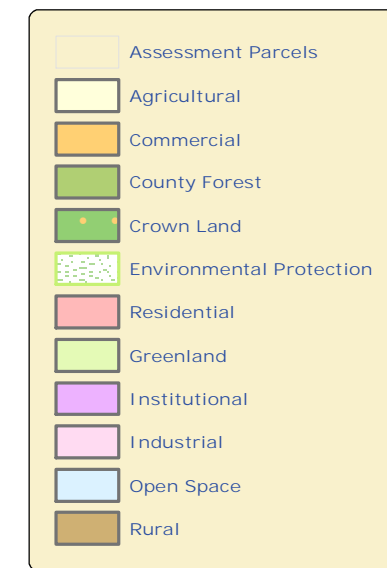 Assessment Parcels
Agricultural
Commercial
County Forest
Crown Land
Environmental Protection
Residential
Greenland
Institutional
Industrial
Open Space
Rural